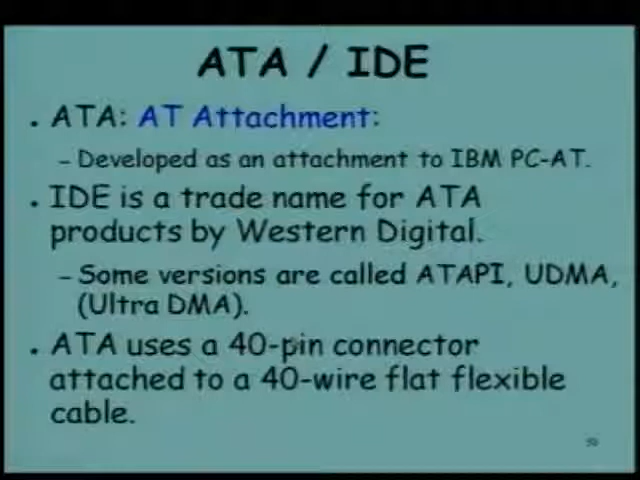 ATA / IDE
• ATA: AT Attachment:
– Developed as an attachment to IBM PC-AT.
• IDE is a trade name for ATA
products by Western Digital.
– Some versions are called ATAPI, UDMA,
(Ultra DMA).
• ATA uses a 40-pin connector
attached to a 40-wire flat flexible
cable.